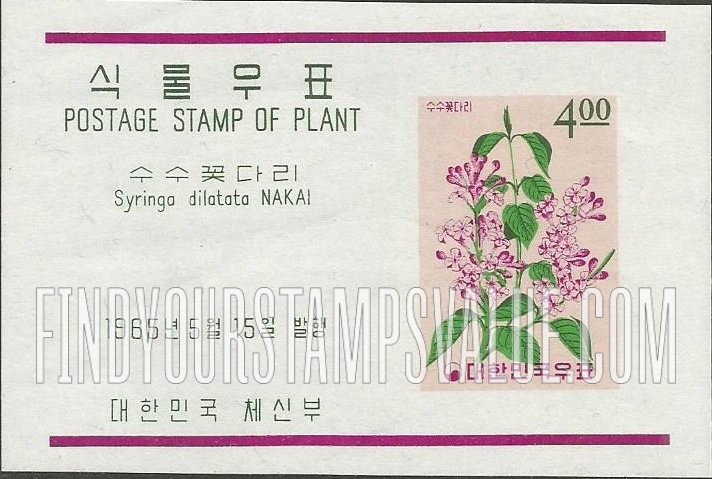 식물우표
POSTAGE STAMP OF PLANT
수수꽃다리
Syringa dilatata NAKAI
수수꽃다리
4.00
FINDYOURSTAMPSVALUE.COM
1965년 5월 15일 발행
대한민국우표
대한민국 체신부